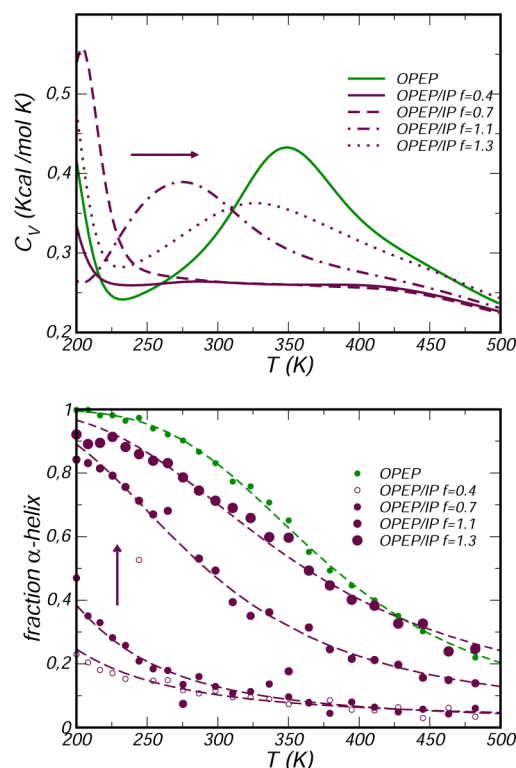 0,5
0,4
0,3
0,2
C_V (Kcal /mol K)
OPEP
OPEP/IP f=0.4
OPEP/IP f=0.7
OPEP/IP f=1.1
OPEP/IP f=1.3
200 250 300 350 400 450 500
T (K)
1
0,8
0,6
0,4
0,2
0
fraction α-helix
OPEP
OPEP/IP f=0.4
OPEP/IP f=0.7
OPEP/IP f=1.1
OPEP/IP f=1.3
200 250 300 350 400 450 500
T (K)